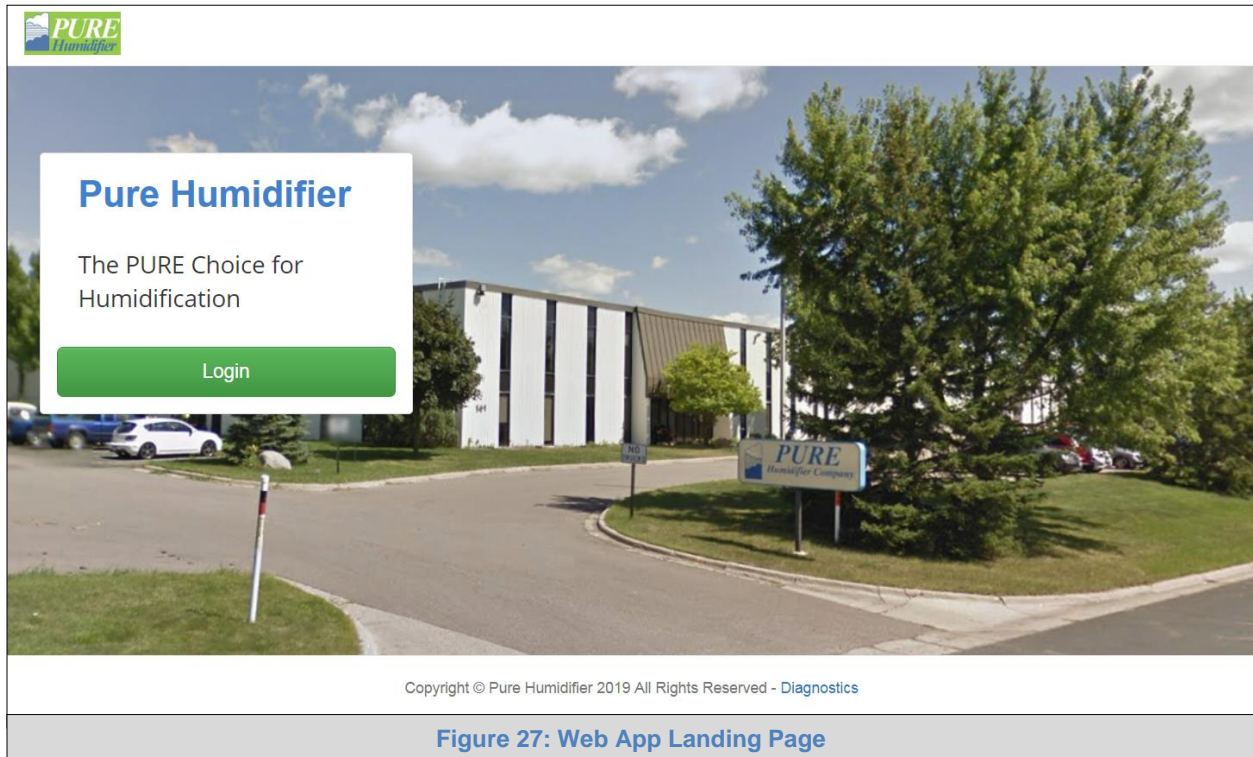 PURE
Humidifier
Pure Humidifier
The PURE Choice for
Humidification
Login
NO
TRUCKS
PURE
Humidifier Company
Copyright © Pure Humidifier 2019 All Rights Reserved - Diagnostics
Figure 27: Web App Landing Page